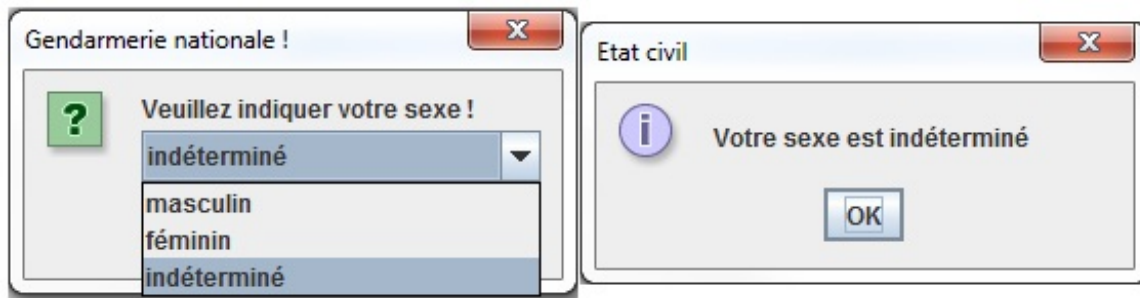 Gendarmerie nationale !
Veuillez indiquer votre sexe !
indéterminé
masculin
féminin
indéterminé
Etat civil
Votre sexe est indéterminé
OK